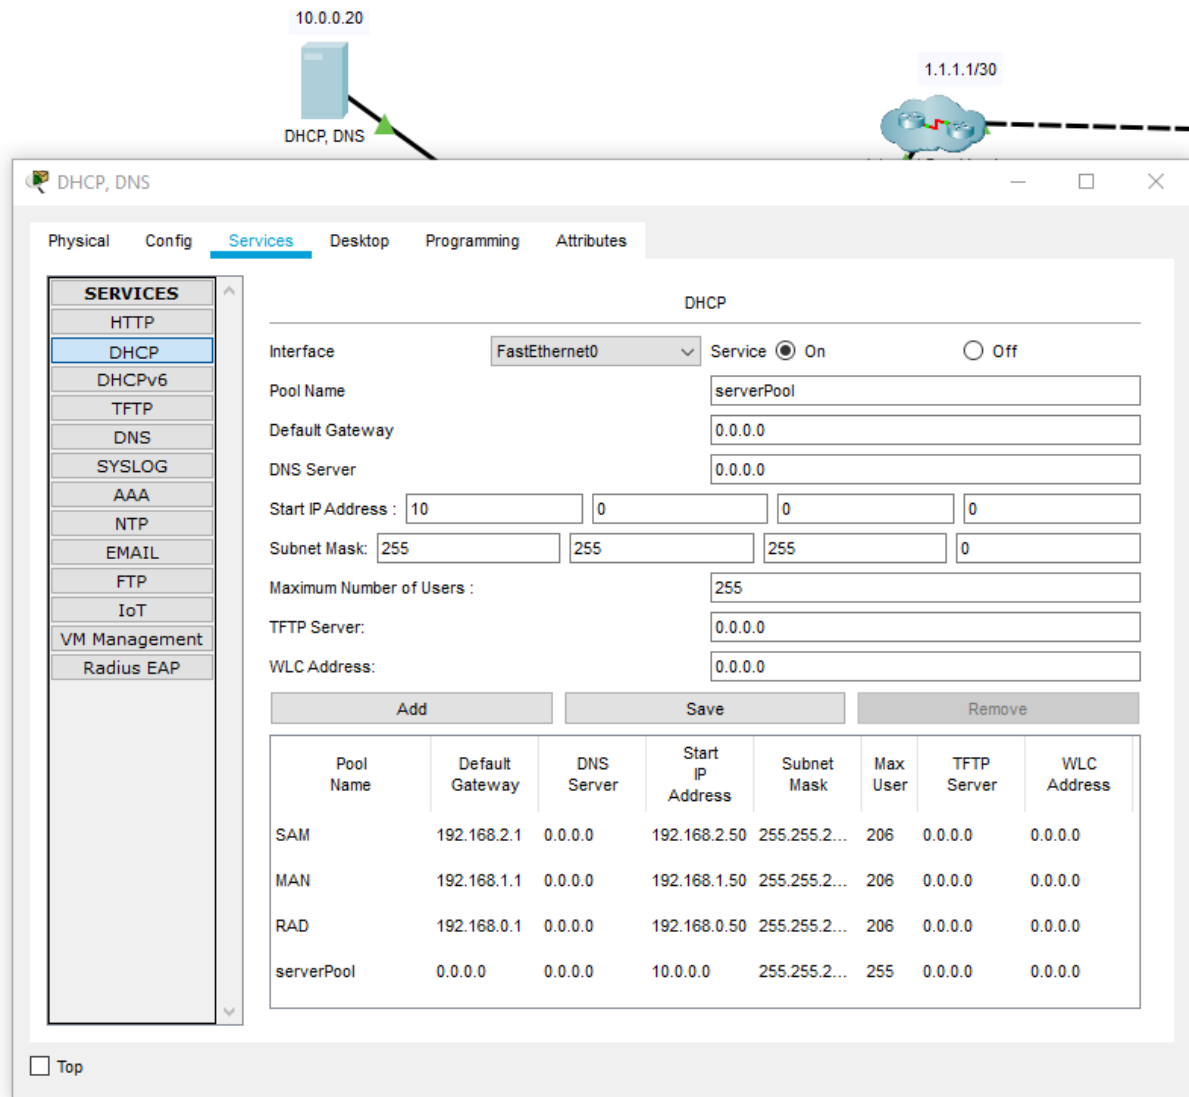 10.0.0.20
1.1.1.1/30
DHCP, DNS
DHCP, DNS
Physical Config Services Desktop Programming Attributes
SERVICES
HTTP
DHCP
DHCPv6
TFTP
DNS
SYSLOG
AAA
NTP
EMAIL
FTP
IoT
VM Management
Radius EAP
DHCP
Interface FastEthernet0 Service On Off
Pool Name serverPool
Default Gateway 0.0.0.0
DNS Server 0.0.0.0
Start IP Address : 10 0 0 0
Subnet Mask: 255 255 255 0
Maximum Number of Users : 255
TFTP Server: 0.0.0.0
WLC Address: 0.0.0.0
Add Save Remove
Pool Name Default Gateway DNS Server Start IP Address Subnet Mask Max User TFTP Server WLC Address
SAM 192.168.2.1 0.0.0.0 192.168.2.50 255.255.2... 206 0.0.0.0 0.0.0.0
MAN 192.168.1.1 0.0.0.0 192.168.1.50 255.255.2... 206 0.0.0.0 0.0.0.0
RAD 192.168.0.1 0.0.0.0 192.168.0.50 255.255.2... 206 0.0.0.0 0.0.0.0
serverPool 0.0.0.0 0.0.0.0 10.0.0.0 255.255.2... 255 0.0.0.0 0.0.0.0
Top